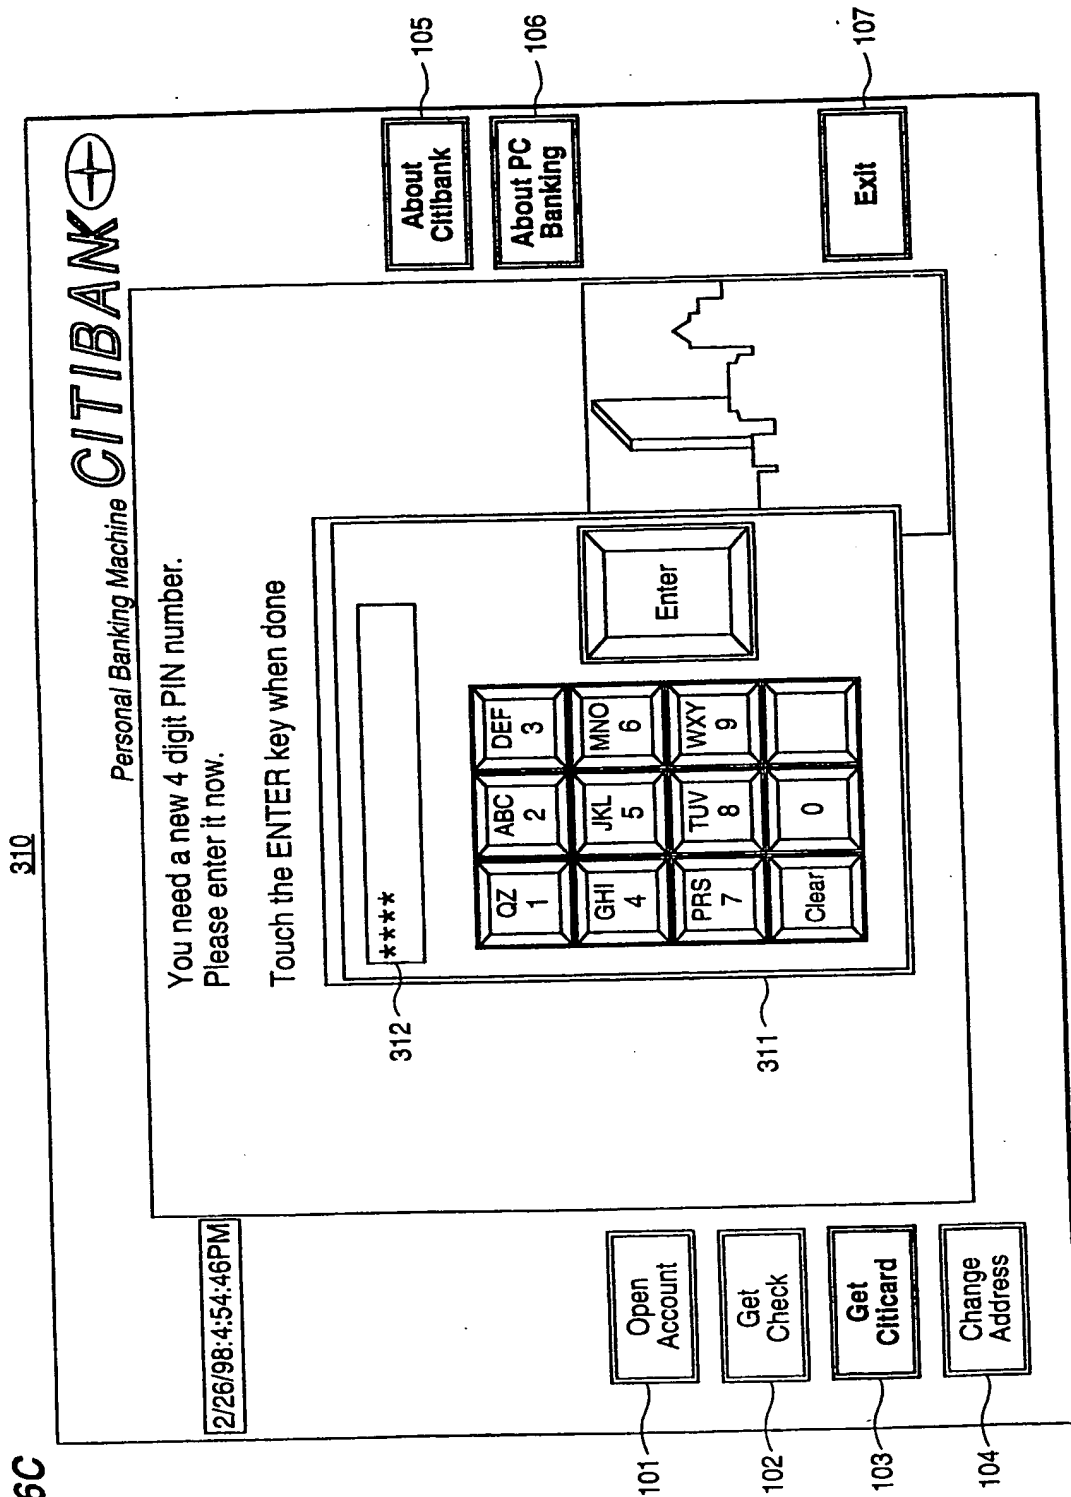 6C
310
Personal Banking Machine CITIBANK
2/26/98:4:54:46PM
You need a new 4 digit PIN number.
Please enter it now.
Touch the ENTER key when done
312
****
QZ
1
ABC
2
DEF
3
GHI
4
JKL
5
MNO
6
PRS
7
TUV
8
WXY
9
Clear
0
Enter
311
Open
Account
101
Get
Check
102
Get
Citicard
103
Change
Address
104
About
Citibank
105
About PC
Banking
106
Exit
107